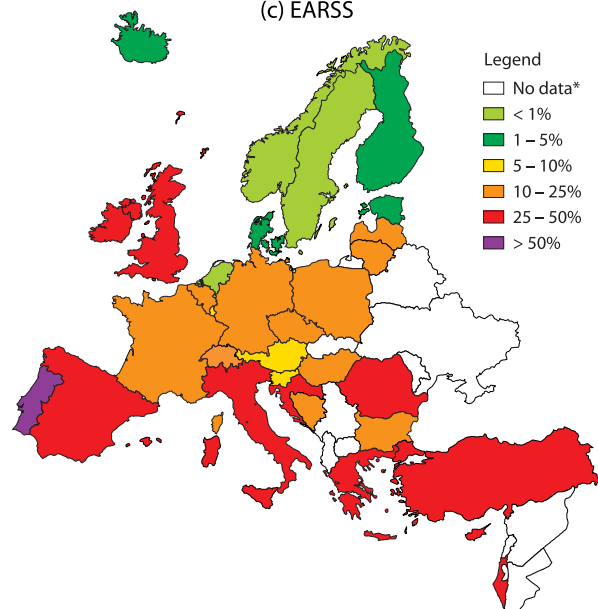 (c) EARSS
Legend
No data*
< 1%
1 – 5%
5 – 10%
10 – 25%
25 – 50%
> 50%